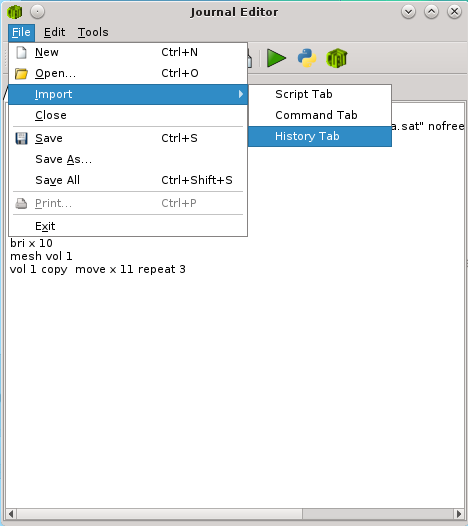 Journal Editor
File Edit Tools
New Ctrl+N
Open... Ctrl+O
Import
Close
Save Ctrl+S
Save As...
Save All Ctrl+Shift+S
Print... Ctrl+P
Exit
Script Tab
Command Tab
History Tab
a.sat" nofree
bri x 10
mesh vol 1
vol 1 copy  move x 11 repeat 3